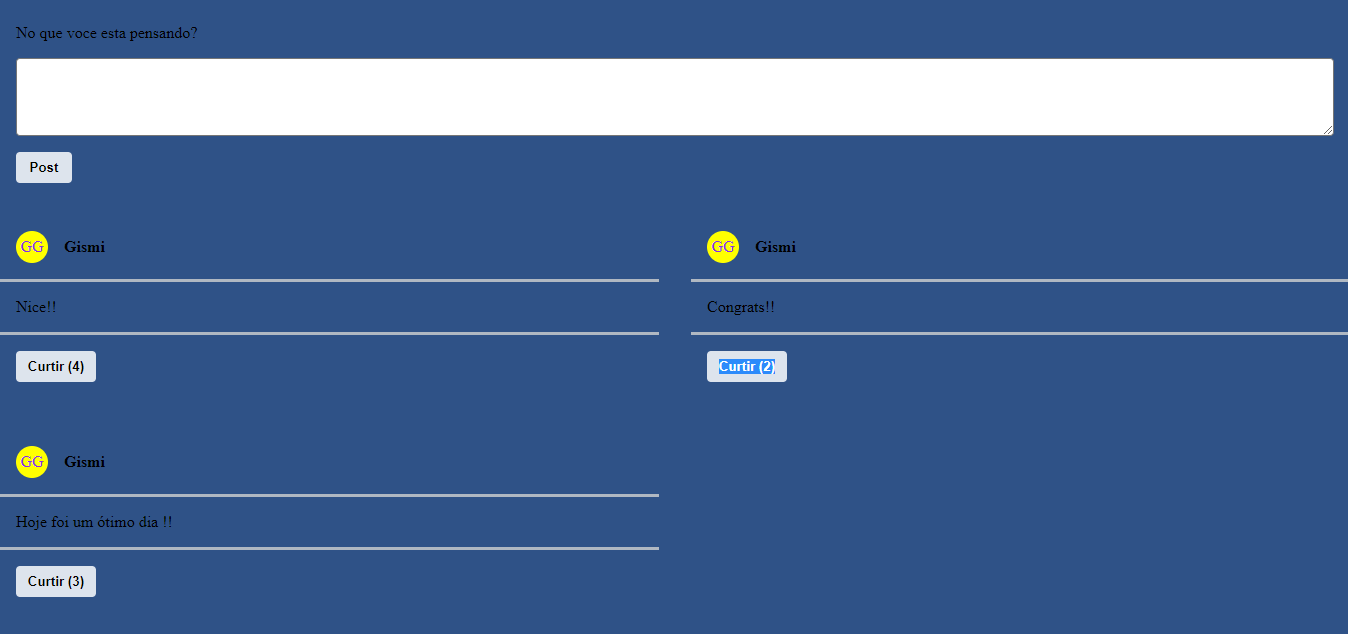 No que voce esta pensando?
Post
GG Gismi
Nice!!
Curtir (4)
GG Gismi
Congrats!!
Curtir (2)
GG Gismi
Hoje foi um ótimo dia !!
Curtir (3)